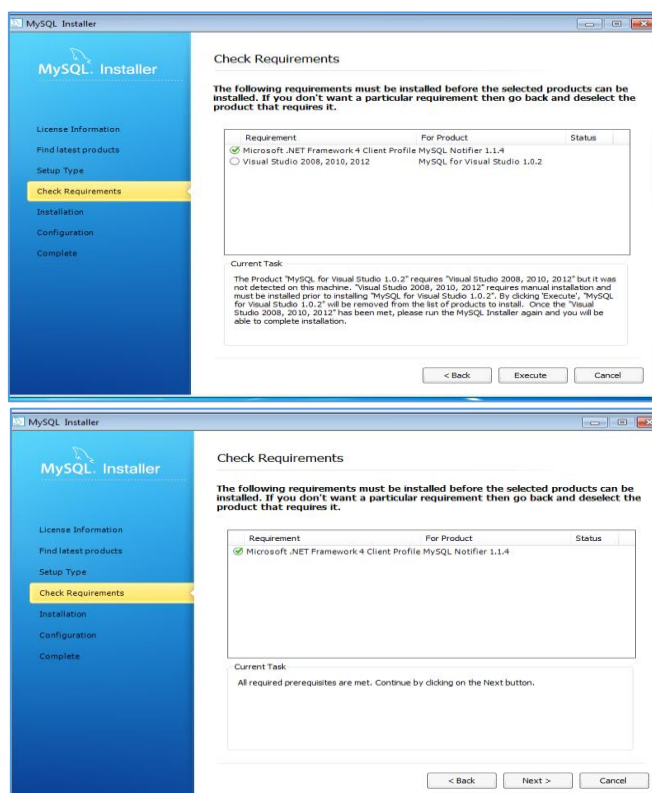 MySQL Installer
MySQL. Installer
Check Requirements
The following requirements must be installed before the selected products can be
installed. If you don't want a particular requirement then go back and deselect the
product that requires it.
License Information
Find latest products
Setup Type
Check Requirements
Installation
Configuration
Complete
Requirement For Product Status
Microsoft .NET Framework 4 Client Profile MySQL Notifier 1.1.4
Visual Studio 2008, 2010, 2012 MySQL for Visual Studio 1.0.2
Current Task
The Product "MySQL for Visual Studio 1.0.2" requires "Visual Studio 2008, 2010, 2012" but it was
not detected on this machine. "Visual Studio 2008, 2010, 2012" requires manual installation and
must be installed prior to installing "MySQL for Visual Studio 1.0.2". By clicking 'Execute', "MySQL
for Visual Studio 1.0.2" will be removed from the list of products to install. Once the "Visual
Studio 2008, 2010, 2012" has been met, please run the MySQL Installer again and you will be
able to complete installation.
< Back Execute Cancel
MySQL Installer
MySQL. Installer
Check Requirements
The following requirements must be installed before the selected products can be
installed. If you don't want a particular requirement then go back and deselect the
product that requires it.
License Information
Find latest products
Setup Type
Check Requirements
Installation
Configuration
Complete
Requirement For Product Status
Microsoft .NET Framework 4 Client Profile MySQL Notifier 1.1.4
Current Task
All required prerequisites are met. Continue by clicking on the Next button.
< Back Next > Cancel